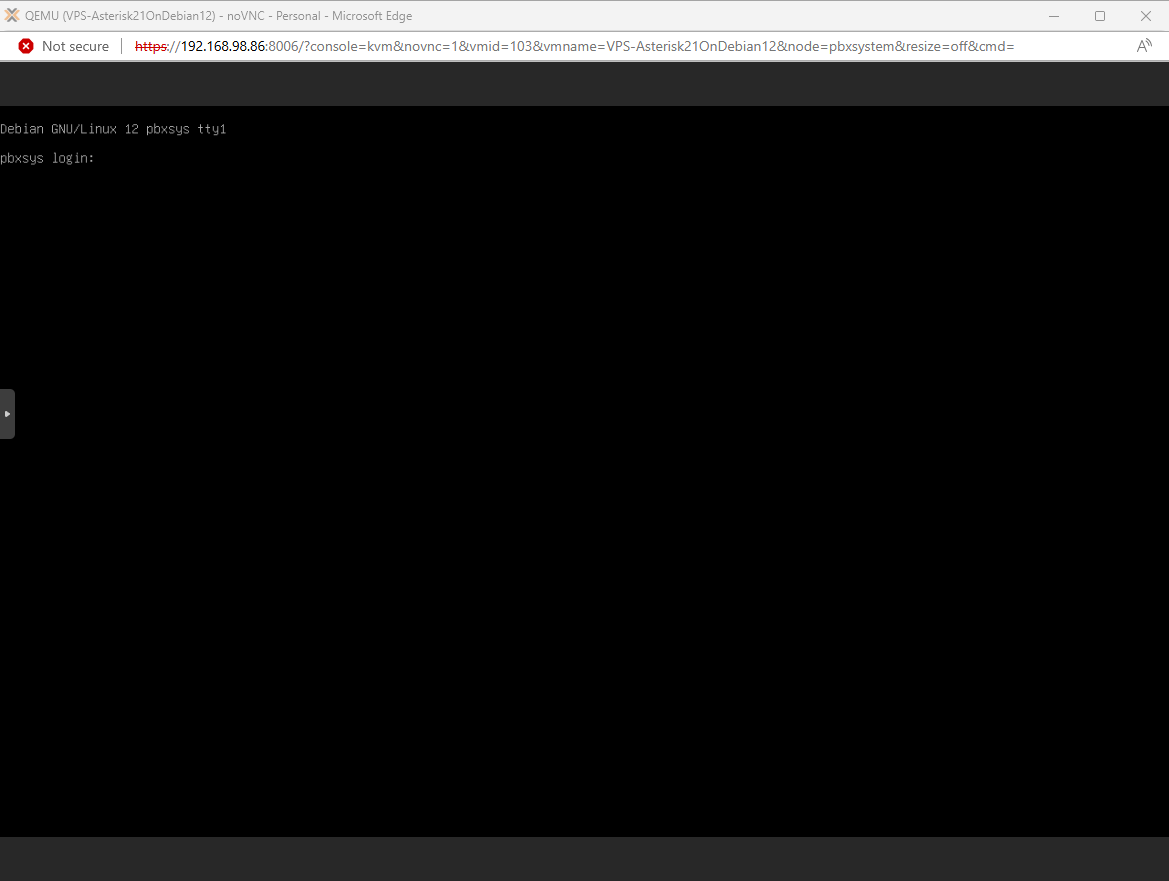 QEMU (VPS-Asterisk21OnDebian12) - noVNC - Personal - Microsoft Edge
Not secure | https://192.168.98.86:8006/?console=kvm&novnc=1&vmid=103&vmname=VPS-Asterisk21OnDebian12&node=pbxsystem&resize=off&cmd=
Debian GNU/Linux 12 pbxsys tty1
pbxsys login: